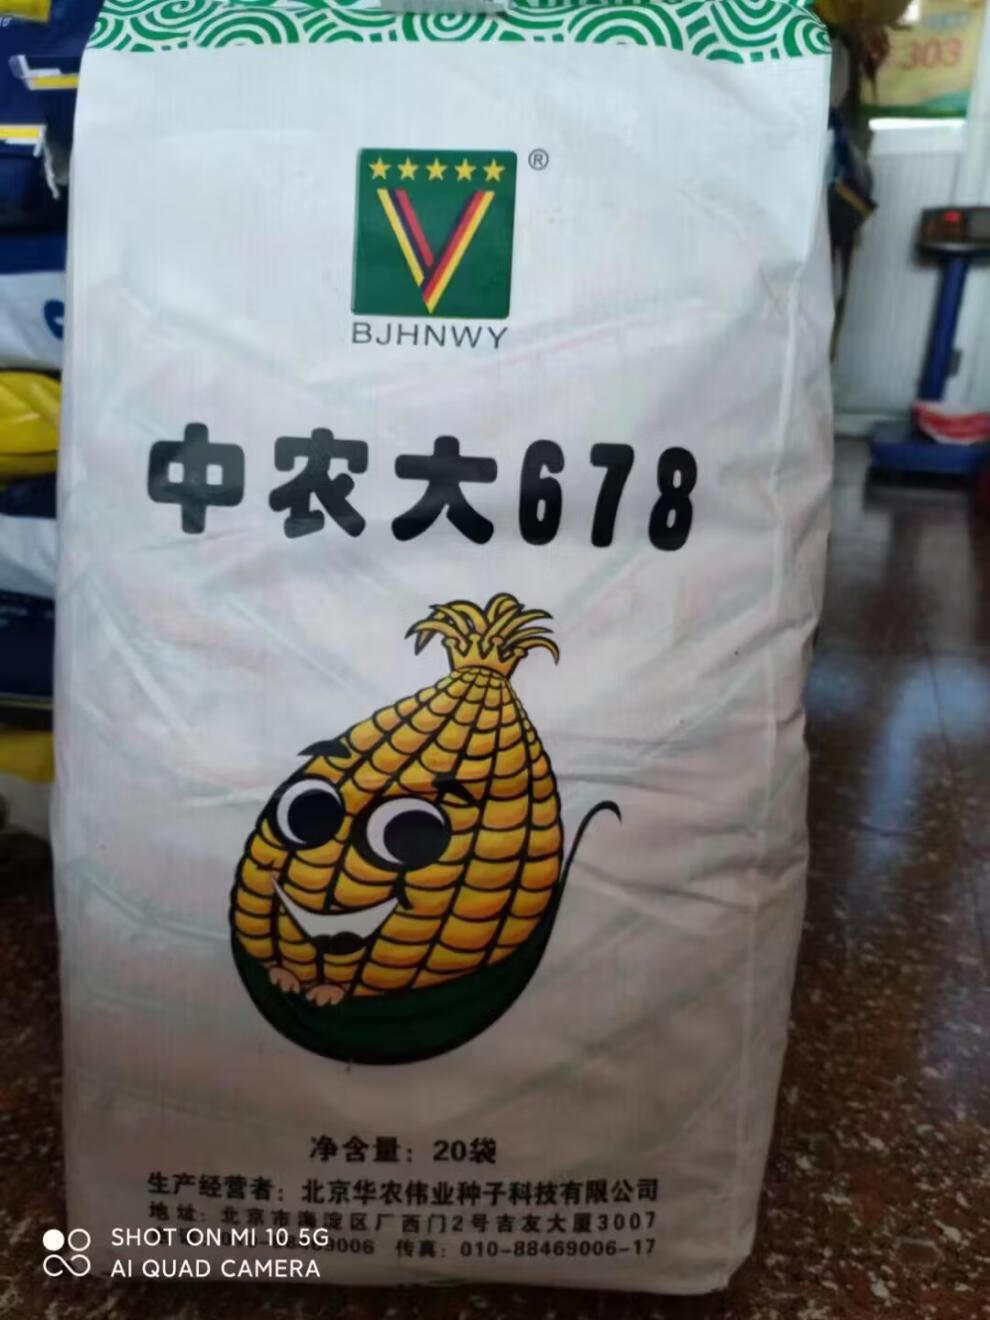 303
®
BJHNWY
中农大678
净含量：20袋
生产经营者：北京华农伟业种子科技有限公司
地址：北京市海淀区厂西门2号吉友大厦3007
传真：010-88469006-17
SHOT ON MI 10 5G
AI QUAD CAMERA